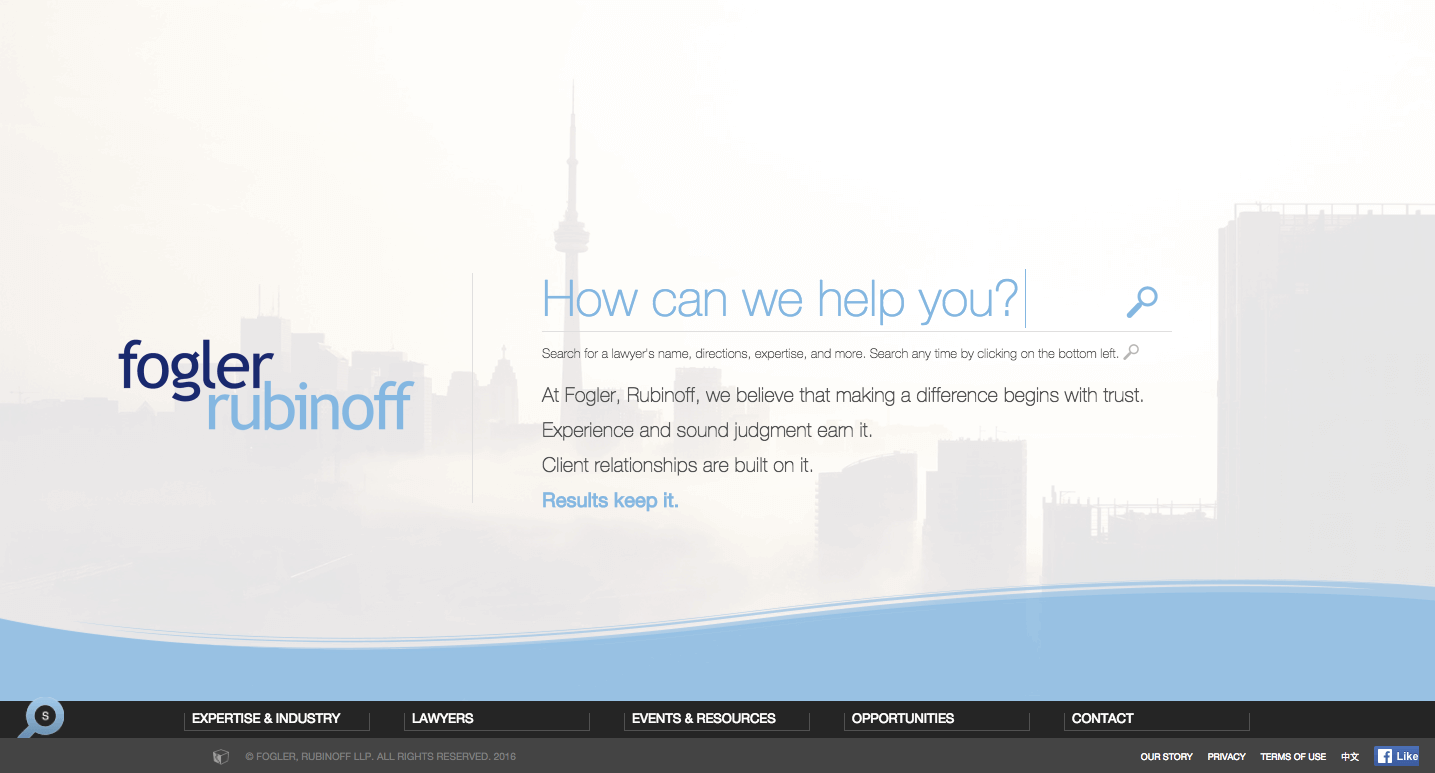 How can we help you?
Search for a lawyer's name, directions, expertise, and more. Search any time by clicking on the bottom left.
fogler
rubinoff
At Fogler, Rubinoff, we believe that making a difference begins with trust.
Experience and sound judgment earn it.
Client relationships are built on it.
Results keep it.
S
EXPERTISE & INDUSTRY
LAWYERS
EVENTS & RESOURCES
OPPORTUNITIES
CONTACT
© FOGLER, RUBINOFF LLP. ALL RIGHTS RESERVED. 2016
OUR STORY
PRIVACY
TERMS OF USE
中文
f Like